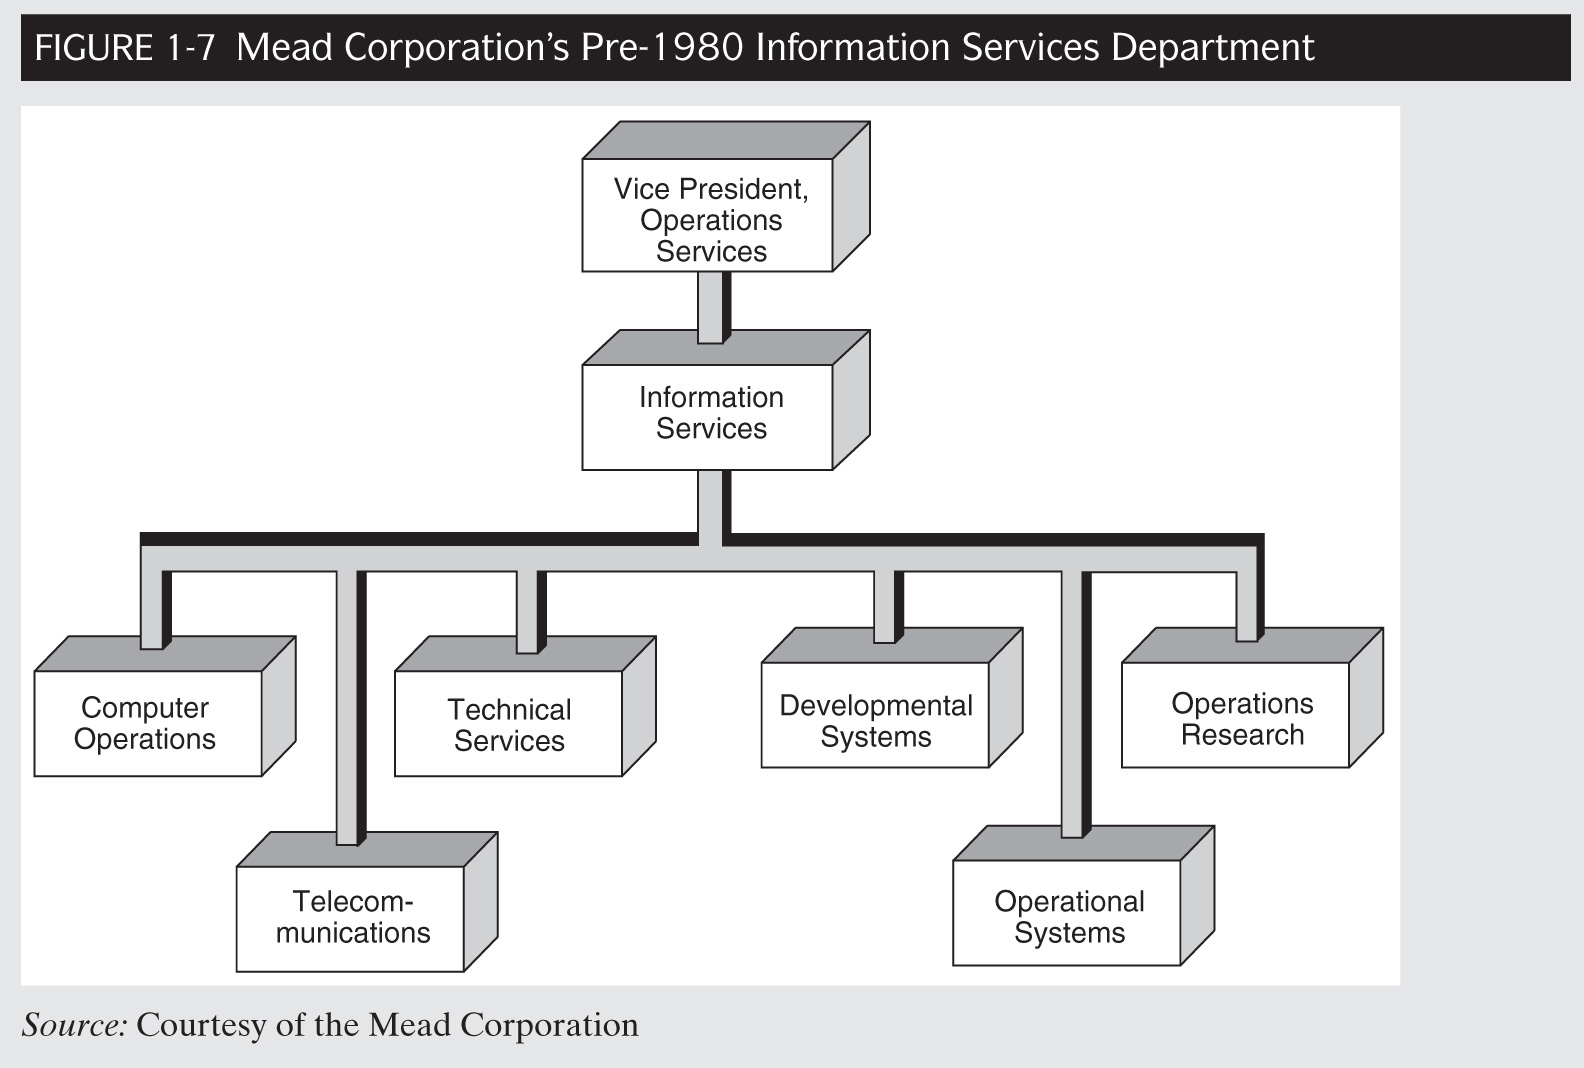 FIGURE 1-7 Mead Corporation’s Pre-1980 Information Services Department
Vice President,
Operations
Services
Information
Services
Computer
Operations
Technical
Services
Developmental
Systems
Operations
Research
Telecom-
munications
Operational
Systems
Source: Courtesy of the Mead Corporation